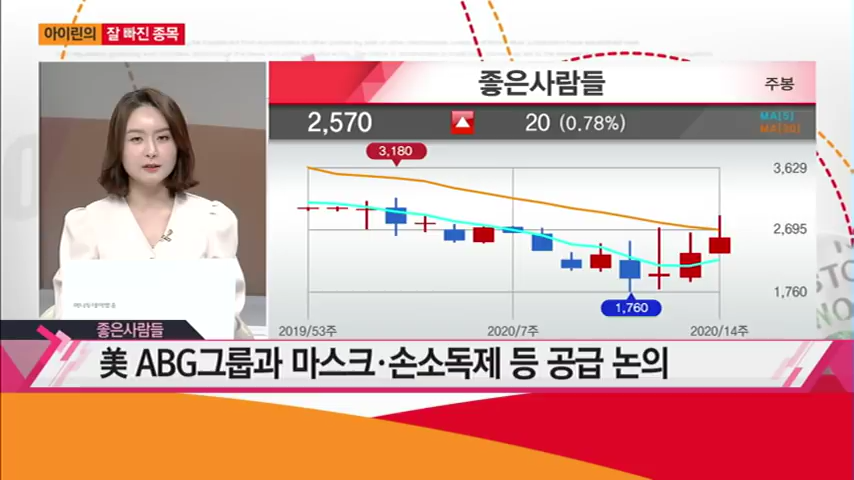 아이린의 잘 빠진 종목
좋은사람들
주봉
2,570 20 (0.78%)
MA[5]
MA[30]
3,180
3,629
2,695
1,760
1,760
2019/53주 2020/7주 2020/14주
좋은사람들
美 ABG그룹과 마스크·손소독제 등 공급 논의